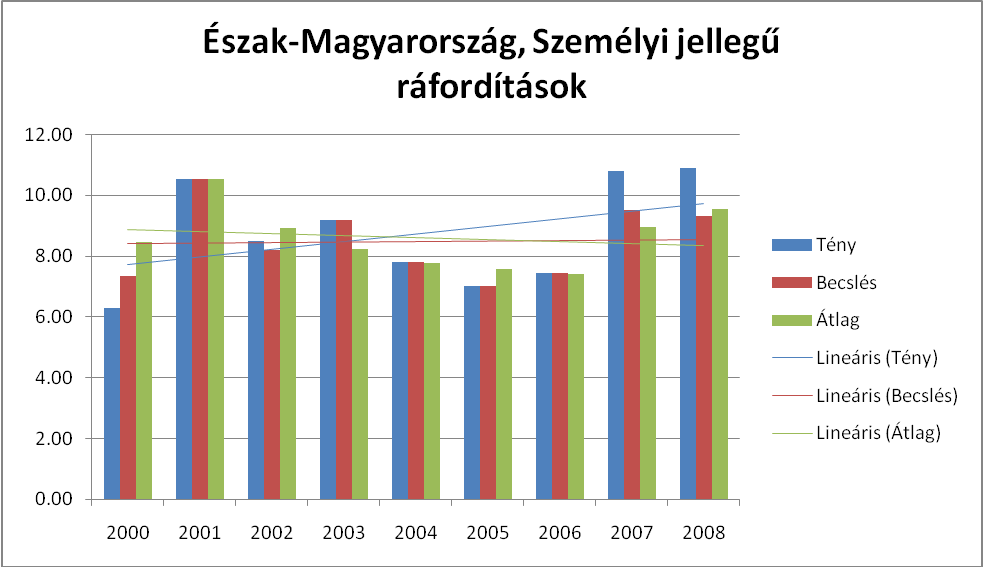 Észak-Magyarország, Személyi jellegű
ráfordítások
12.00
10.00
8.00
6.00
4.00
2.00
0.00
2000 2001 2002 2003 2004 2005 2006 2007 2008
Tény
Becslés
Átlag
Lineáris (Tény)
Lineáris (Becslés)
Lineáris (Átlag)